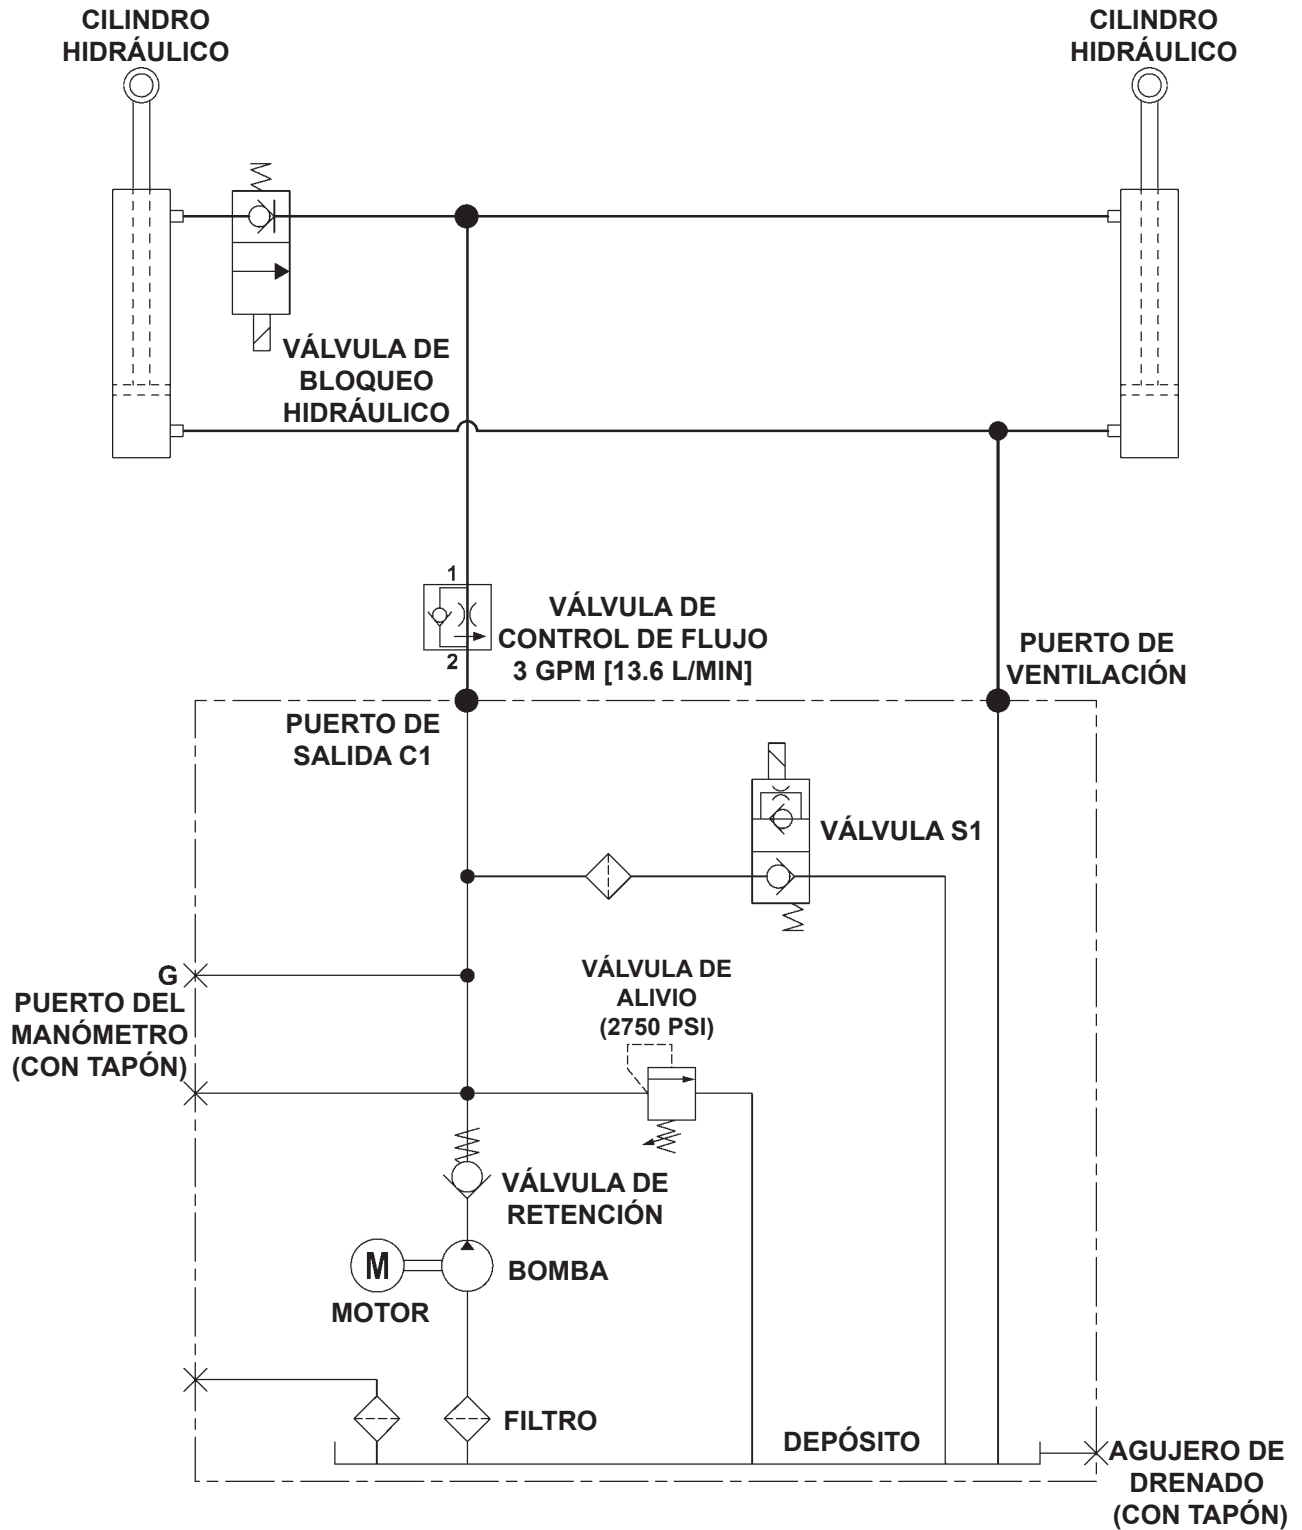 CILINDRO
HIDRÁULICO
CILINDRO
HIDRÁULICO
VÁLVULA DE
BLOQUEO
HIDRÁULICO
1
2
VÁLVULA DE
CONTROL DE FLUJO
3 GPM [13.6 L/MIN]
PUERTO DE
VENTILACIÓN
PUERTO DE
SALIDA C1
VÁLVULA S1
G
PUERTO DEL
MANÓMETRO
(CON TAPÓN)
VÁLVULA DE
ALIVIO
(2750 PSI)
VÁLVULA DE
RETENCIÓN
M
MOTOR
BOMBA
FILTRO
DEPÓSITO
AGUJERO DE
DRENADO
(CON TAPÓN)